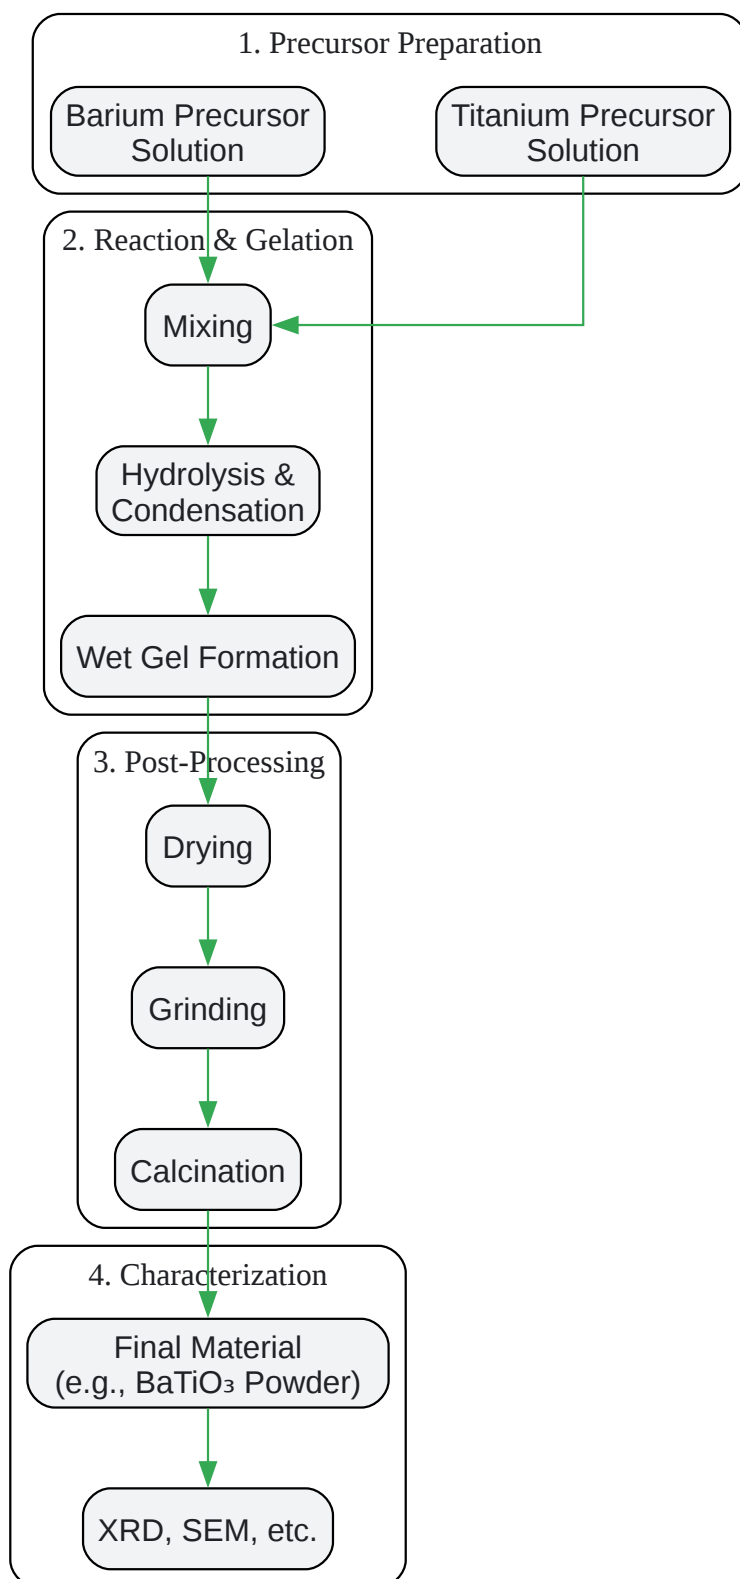 1. Precursor Preparation
Barium Precursor
Solution
Titanium Precursor
Solution
2. Reaction & Gelation
Mixing
Hydrolysis &
Condensation
Wet Gel Formation
3. Post-Processing
Drying
Grinding
Calcination
4. Characterization
Final Material
(e.g., BaTiO₃ Powder)
XRD, SEM, etc.